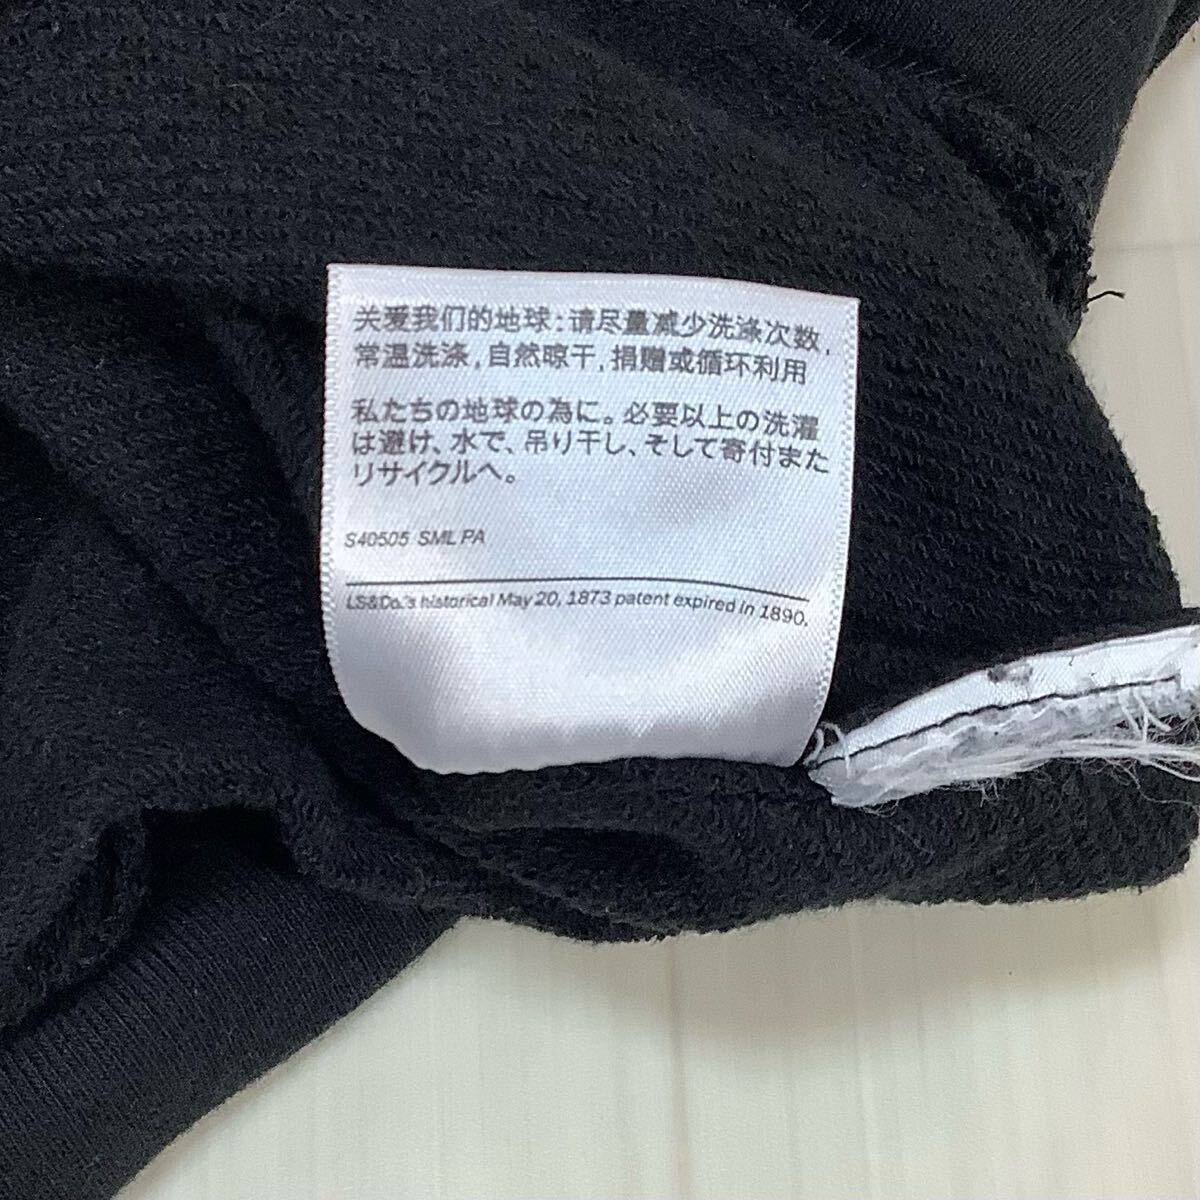 关爱我们的地球：请尽量减少洗涤次数，
常温洗涤，自然晾干，捐赠或循环利用
私たちの地球の為に。必要以上の洗濯
は避け、水で、吊り干し、そして寄付また
リサイクルへ。
S40505 SML PA
LS&Co.'s historical May 20, 1873 patent expired in 1890.